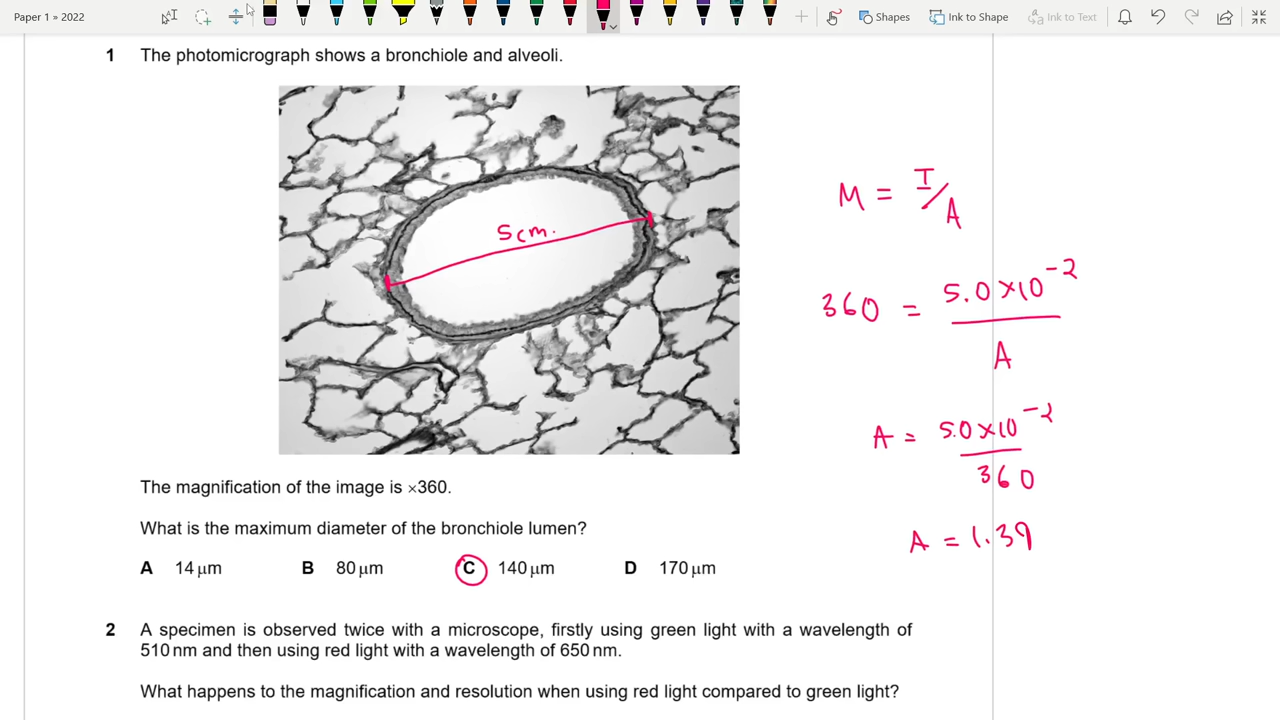 Paper 1 » 2022
Shapes
Ink to Shape
Ink to Text
1 The photomicrograph shows a bronchiole and alveoli.
5cm.
M = I/A
360 = 5.0×10⁻²
A
A = 5.0×10⁻²
360
A = 1.39
The magnification of the image is ×360.
What is the maximum diameter of the bronchiole lumen?
A 14 μm B 80 μm C 140 μm D 170 μm
2 A specimen is observed twice with a microscope, firstly using green light with a wavelength of
510 nm and then using red light with a wavelength of 650 nm.
What happens to the magnification and resolution when using red light compared to green light?